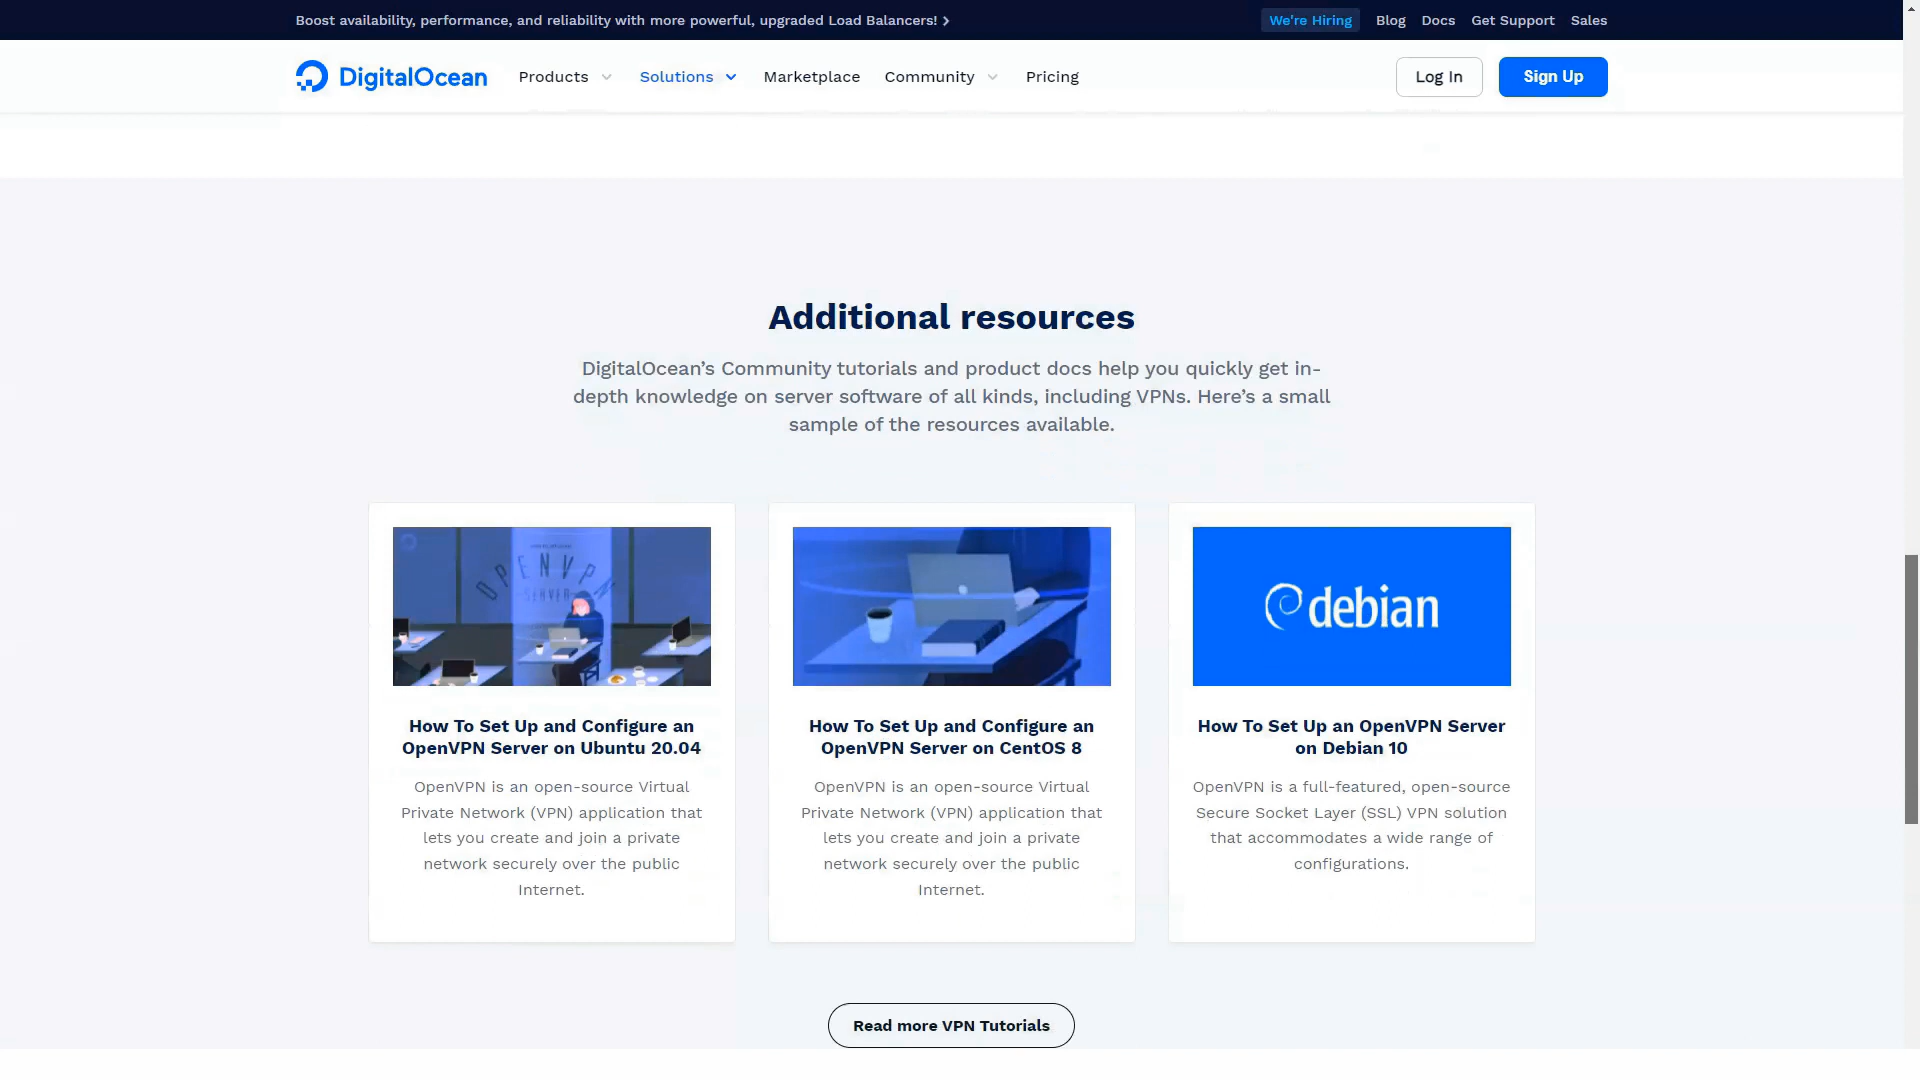 Boost availability, performance, and reliability with more powerful, upgraded Load Balancers!
We're Hiring Blog Docs Get Support Sales
DigitalOcean Products Solutions Marketplace Community Pricing Log In Sign Up
Additional resources
DigitalOcean’s Community tutorials and product docs help you quickly get in-
depth knowledge on server software of all kinds, including VPNs. Here’s a small
sample of the resources available.
OPENVPN
SERVER
debian
How To Set Up and Configure an
OpenVPN Server on Ubuntu 20.04
OpenVPN is an open-source Virtual
Private Network (VPN) application that
lets you create and join a private
network securely over the public
Internet.
How To Set Up and Configure an
OpenVPN Server on CentOS 8
OpenVPN is an open-source Virtual
Private Network (VPN) application that
lets you create and join a private
network securely over the public
Internet.
How To Set Up an OpenVPN Server
on Debian 10
OpenVPN is a full-featured, open-source
Secure Socket Layer (SSL) VPN solution
that accommodates a wide range of
configurations.
Read more VPN Tutorials